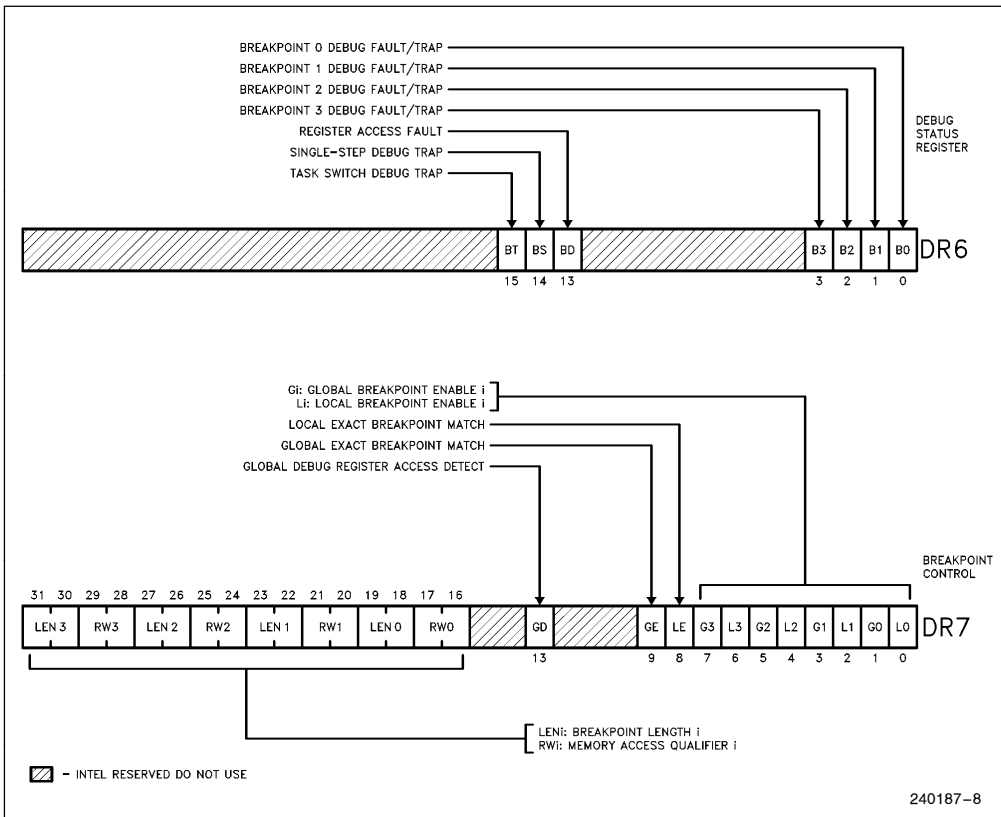 BREAKPOINT 0 DEBUG FAULT/TRAP
BREAKPOINT 1 DEBUG FAULT/TRAP
BREAKPOINT 2 DEBUG FAULT/TRAP
BREAKPOINT 3 DEBUG FAULT/TRAP
REGISTER ACCESS FAULT
SINGLE-STEP DEBUG TRAP
TASK SWITCH DEBUG TRAP
DEBUG
STATUS
REGISTER
BT BS BD B3 B2 B1 B0 DR6
15 14 13 3 2 1 0
Gi: GLOBAL BREAKPOINT ENABLE i
Li: LOCAL BREAKPOINT ENABLE i
LOCAL EXACT BREAKPOINT MATCH
GLOBAL EXACT BREAKPOINT MATCH
GLOBAL DEBUG REGISTER ACCESS DETECT
BREAKPOINT
CONTROL
31 30 29 28 27 26 25 24 23 22 21 20 19 18 17 16
LEN 3 RW3 LEN 2 RW2 LEN 1 RW1 LEN 0 RW0 GD GE LE G3 L3 G2 L2 G1 L1 G0 L0 DR7
13 9 8 7 6 5 4 3 2 1 0
LENi: BREAKPOINT LENGTH i
RWi: MEMORY ACCESS QUALIFIER i
- INTEL RESERVED DO NOT USE
240187-8